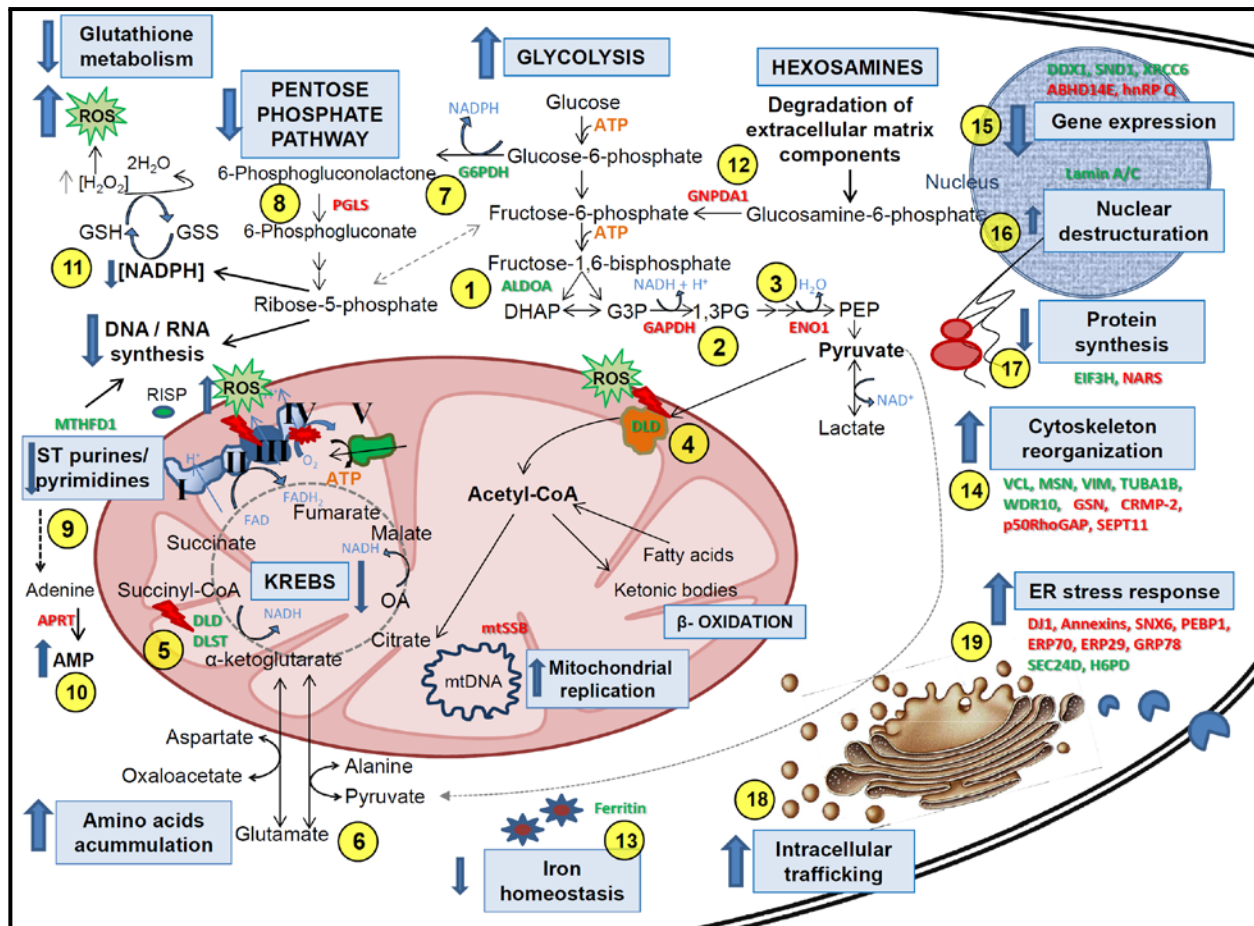 Glutathione
metabolism
ROS
[H₂O₂]
2H₂O
GSH
GSS
11
[NADPH]
DNA / RNA
synthesis
PENTOSE
PHOSPHATE
PATHWAY
6-Phosphogluconolactone
8
PGLS
6-Phosphogluconate
Ribose-5-phosphate
7
G6PDH
NADPH
GLYCOLYSIS
Glucose
ATP
Glucose-6-phosphate
Fructose-6-phosphate
ATP
Fructose-1,6-bisphosphate
1
ALDOA
DHAP
G3P
NADH + H⁺
GAPDH
2
1,3PG
3
H₂O
ENO1
PEP
Pyruvate
NAD⁺
Lactate
HEXOSAMINES
Degradation of
extracellular matrix
components
12
GNPDA1
Glucosamine-6-phosphate
DDX1, SND1, XRCC6
ABHD14E, hnRP Q
15
Gene expression
Lamin A/C
Nucleus
16
Nuclear
destructuration
17
Protein
synthesis
EIF3H, NARS
Cytoskeleton
reorganization
14
VCL, MSN, VIM, TUBA1B,
WDR10, GSN, CRMP-2,
p50RhoGAP, SEPT11
ER stress response
19
DJ1, Annexins, SNX6, PEBP1,
ERP70, ERP29, GRP78
SEC24D, H6PD
18
Intracellular
trafficking
MTHFD1
ST purines/
pyrimidines
9
Adenine
APRT
AMP
10
RISP
ROS
I
II
III
IV
V
H⁺
O₂
ATP
FADH₂
FAD
Fumarate
Malate
NADH
OA
Citrate
Succinate
KREBS
Succinyl-CoA
NADH
5
DLD
DLST
α-ketoglutarate
ROS
DLD
4
Acetyl-CoA
Fatty acids
Ketonic bodies
β- OXIDATION
mtSSB
mtDNA
Mitochondrial
replication
Aspartate
Oxaloacetate
Alanine
Pyruvate
Glutamate
6
Amino acids
acummulation
Ferritin
13
Iron
homeostasis